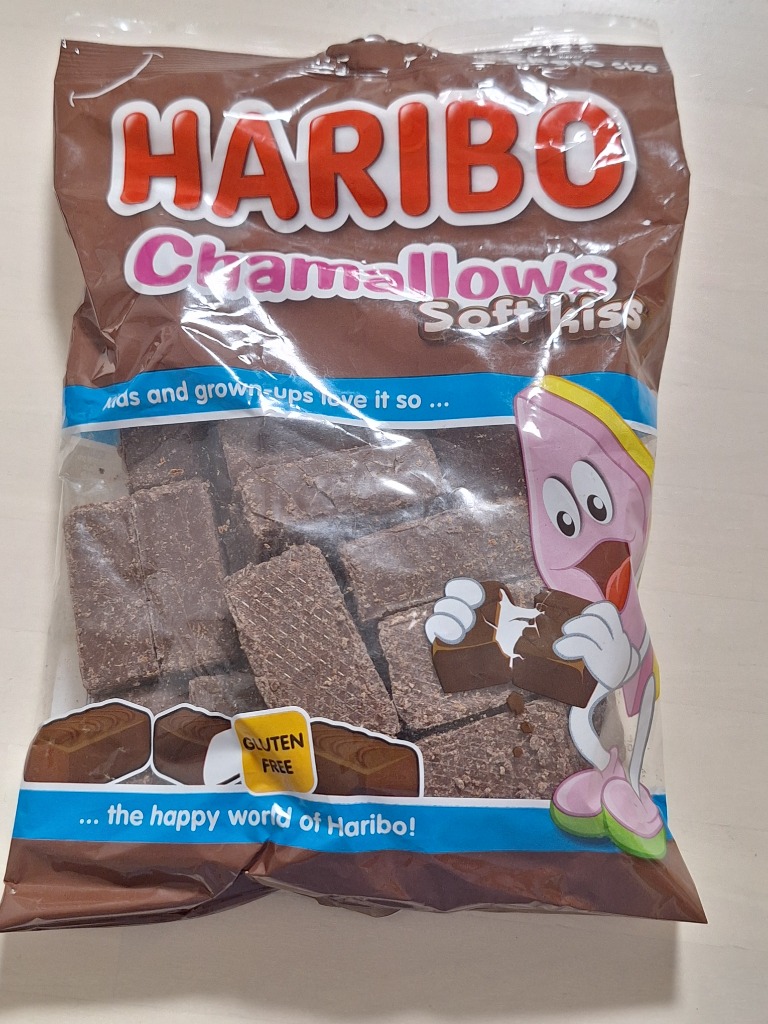 HARIBO
Chamallows
Soft Kiss
Kids and grown-ups love it so ...
GLUTEN
FREE
... the happy world of Haribo!